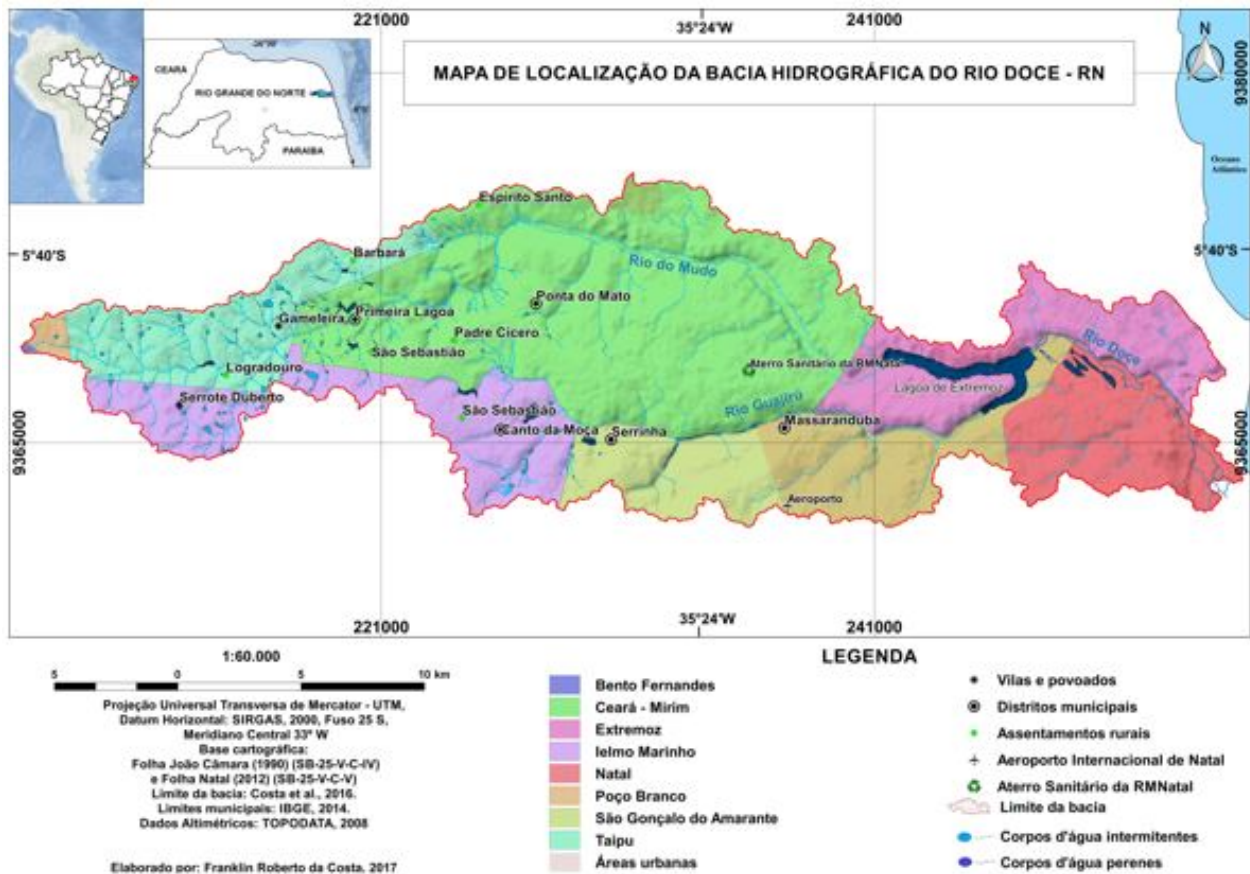 221000
35°24'W
241000
CEARÁ
RIO GRANDE DO NORTE
PARAÍBA
MAPA DE LOCALIZAÇÃO DA BACIA HIDROGRÁFICA DO RIO DOCE - RN
N
9380000
Oceano
Atlântico
5°40'S
5°40'S
Espírito Santo
Barbará
Rio do Mudo
Ponta do Mato
Primeira Lagoa
Gameleira
Padre Cícero
São Sebastião
Aterro Sanitário da RMNatal
Rio Doce
Lagoa de Extremoz
Logradouro
Serrote Duberto
São Sebastião
Rio Guajiru
Canto da Moça
Serrinha
Massaranduba
Aeroporto
9365000
9365000
221000
35°24'W
241000
1:60.000
5 0 5 10 km
Projeção Universal Transversa de Mercator - UTM,
Datum Horizontal: SIRGAS, 2000, Fuso 25 S,
Meridiano Central 33º W
Base cartográfica:
Folha João Câmara (1990) (SB-25-V-C-IV)
e Folha Natal (2012) (SB-25-V-C-V)
Limite da bacia: Costa et al., 2016.
Limites municipais: IBGE, 2014.
Dados Altimétricos: TOPODATA, 2008
Elaborado por: Franklin Roberto da Costa, 2017
LEGENDA
Bento Fernandes
Ceará - Mirim
Extremoz
Ielmo Marinho
Natal
Poço Branco
São Gonçalo do Amarante
Taipu
Áreas urbanas
Vilas e povoados
Distritos municipais
Assentamentos rurais
Aeroporto Internacional de Natal
Aterro Sanitário da RMNatal
Limite da bacia
Corpos d'água intermitentes
Corpos d'água perenes